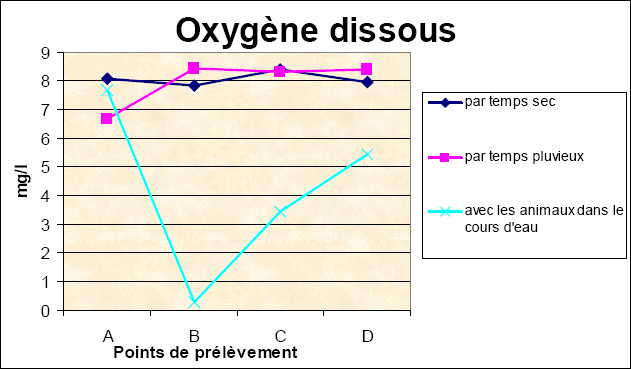 Oxygène dissous
9
8
7
6
5
4
3
2
1
0
mg/l
A B C D
Points de prélèvement
par temps sec
par temps pluvieux
avec les animaux dans le
cours d'eau